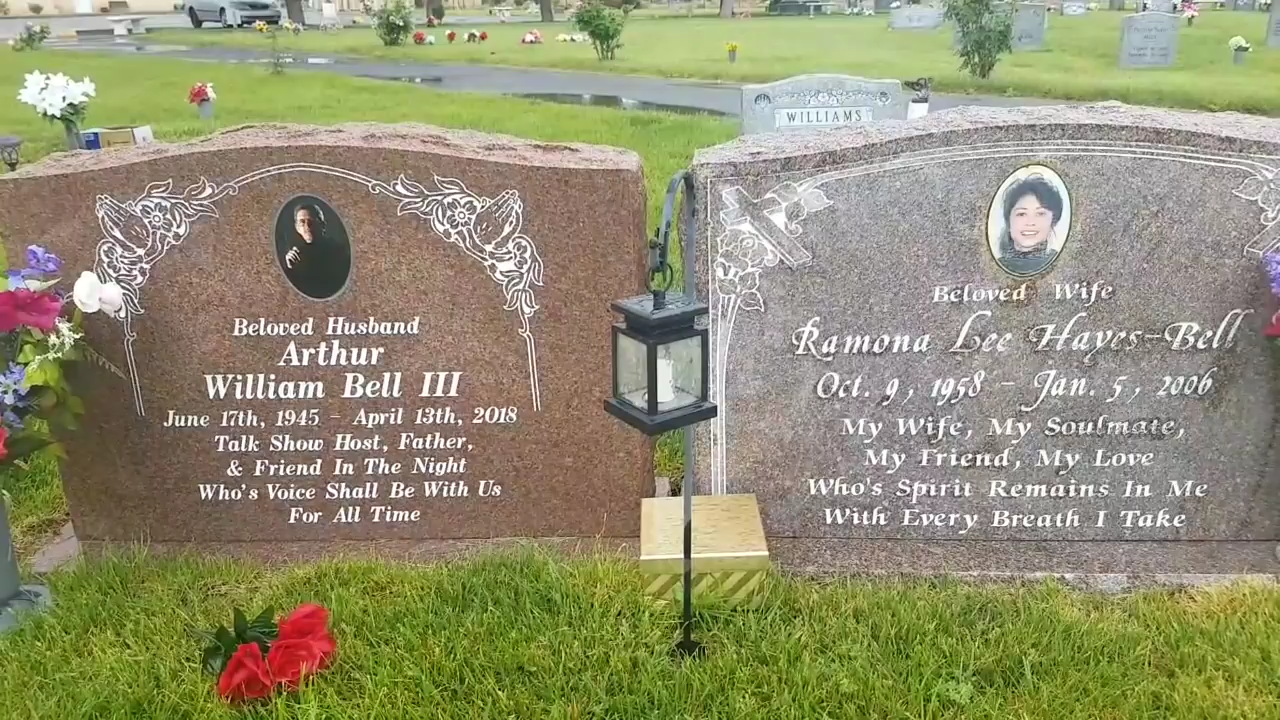 WILLIAMS
Beloved Husband
Arthur
William Bell III
June 17th, 1945 - April 13th, 2018
Talk Show Host, Father,
& Friend In The Night
Who's Voice Shall Be With Us
For All Time
Beloved Wife
Ramona Lee Hayes-Bell
Oct. 9, 1958 - Jan. 5, 2006
My Wife, My Soulmate,
My Friend, My Love
Who's Spirit Remains In Me
With Every Breath I Take